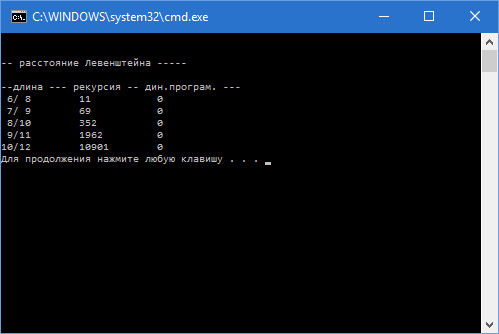 C:\WINDOWS\system32\cmd.exe
-- расстояние Левенштейна -----
--длина --- рекурсия -- дин.програм. ---
6/ 8 11 0
7/ 9 69 0
8/10 352 0
9/11 1962 0
10/12 10901 0
Для продолжения нажмите любую клавишу . . .